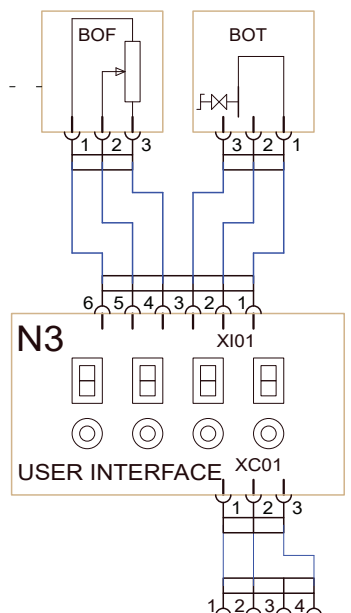 BOF BOT
1 2 3 3 2 1
6 5 4 3 2 1
N3 XI01
USER INTERFACE XC01
1 2 3
1 2 3 4